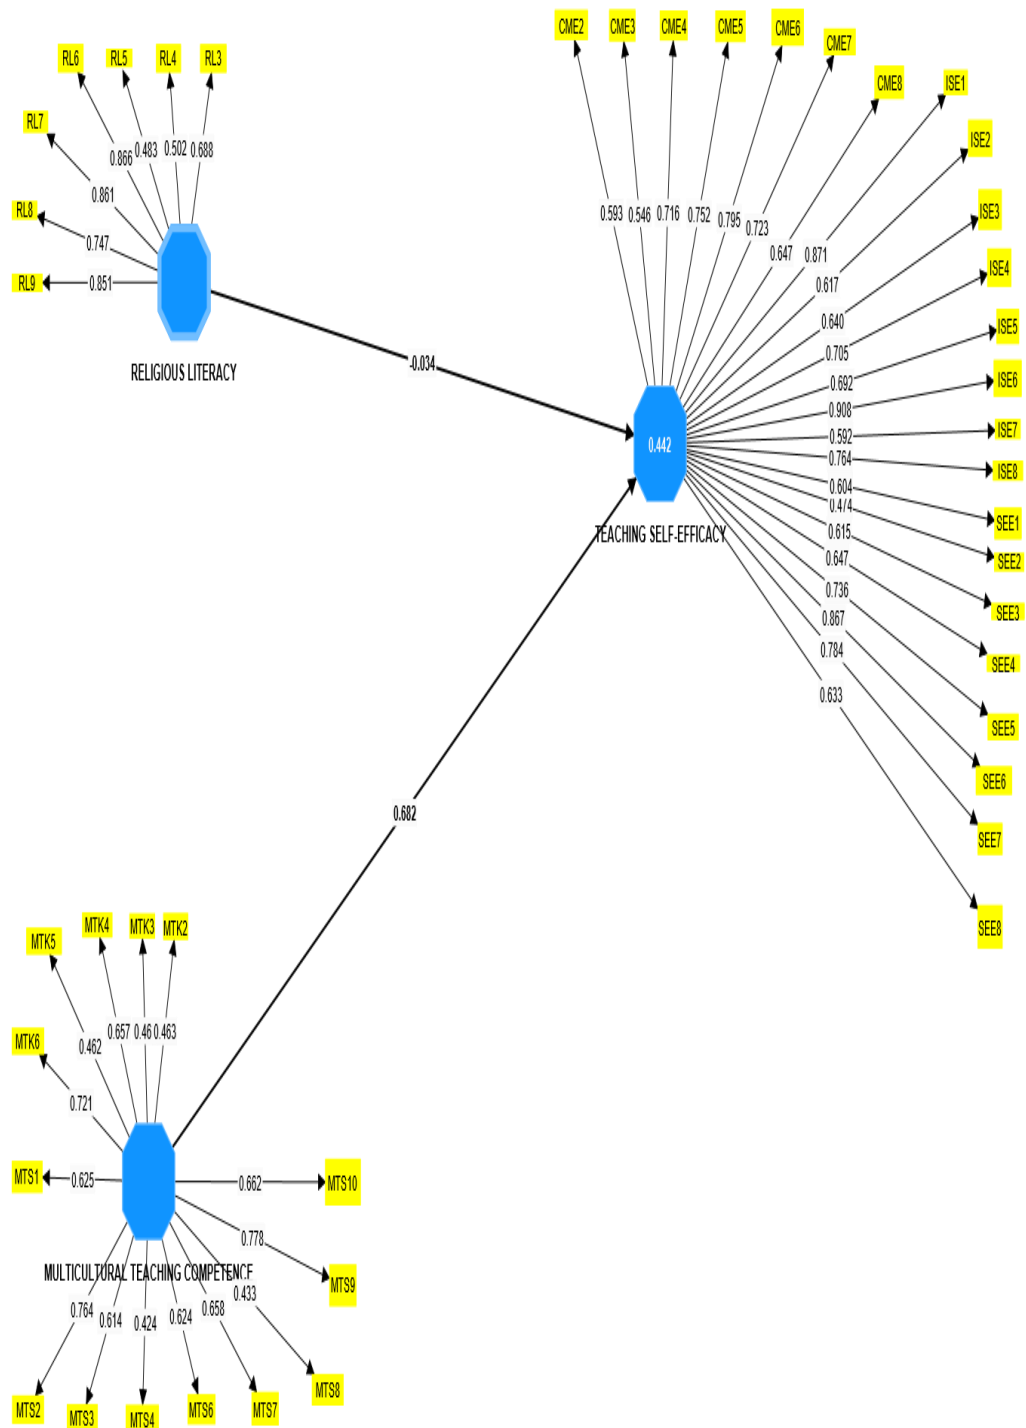 CME2
CME3
CME4
CME5
CME6
CME7
CME8
ISE1
ISE2
ISE3
ISE4
ISE5
ISE6
ISE7
ISE8
SEE1
SEE2
SEE3
SEE4
SEE5
SEE6
SEE7
SEE8
0.593
0.546
0.716
0.752
0.795
0.723
0.647
0.871
0.617
0.640
0.705
0.692
0.908
0.592
0.764
0.604
0.474
0.615
0.647
0.736
0.867
0.784
0.633
RL6
RL5
RL4
RL3
RL7
RL8
RL9
0.866
0.483
0.502
0.688
0.861
0.747
0.851
RELIGIOUS LITERACY
-0.034
0.442
TEACHING SELF-EFFICACY
0.682
MTK5
MTK4
MTK3
MTK2
MTK6
MTS1
0.462
0.657
0.46
0.463
0.721
0.625
0.662
MTS10
0.778
MTS9
MULTICULTURAL TEACHING COMPETENCE
0.764
0.614
0.424
0.624
0.658
0.433
MTS2
MTS3
MTS4
MTS6
MTS7
MTS8